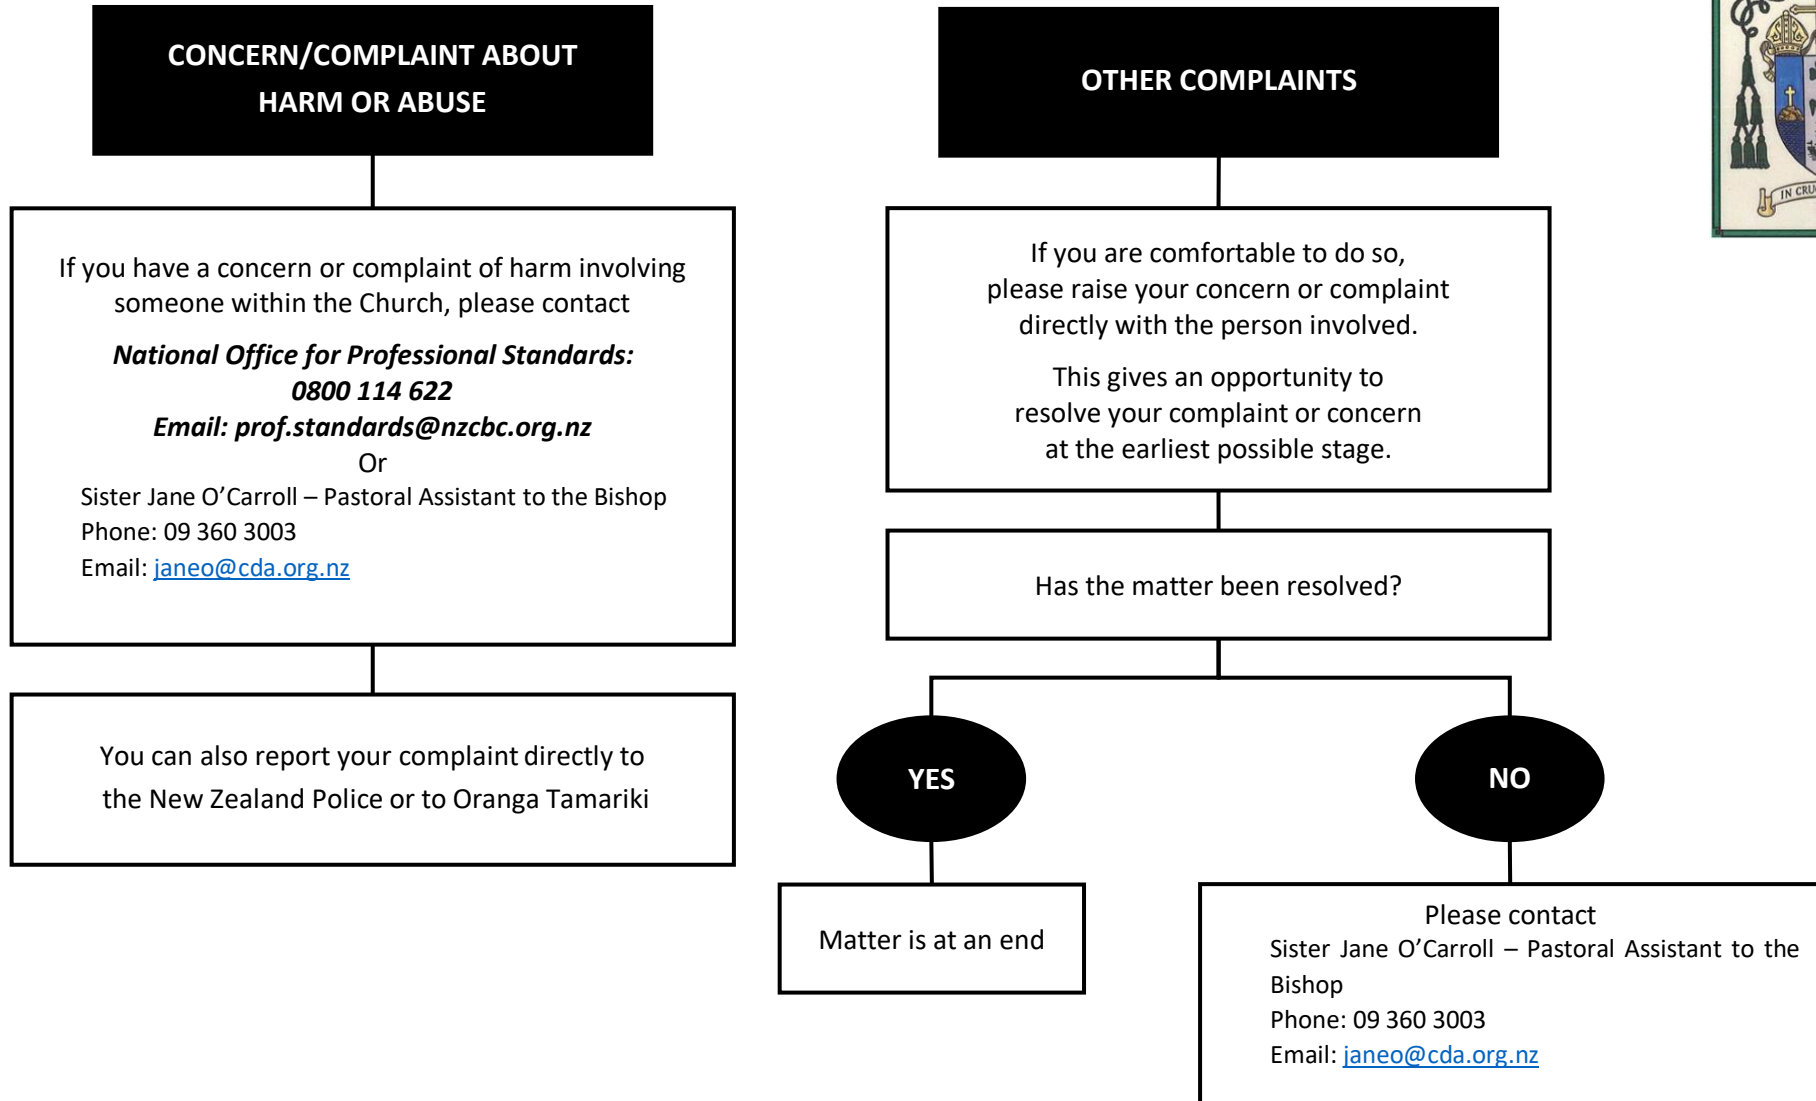 CONCERN/COMPLAINT ABOUT
HARM OR ABUSE
If you have a concern or complaint of harm involving
someone within the Church, please contact
National Office for Professional Standards:
0800 114 622
Email: prof.standards@nzcbc.org.nz
Or
Sister Jane O’Carroll – Pastoral Assistant to the Bishop
Phone: 09 360 3003
Email: janeo@cda.org.nz
You can also report your complaint directly to
the New Zealand Police or to Oranga Tamariki
OTHER COMPLAINTS
If you are comfortable to do so,
please raise your concern or complaint
directly with the person involved.
This gives an opportunity to
resolve your complaint or concern
at the earliest possible stage.
Has the matter been resolved?
YES
NO
Matter is at an end
Please contact
Sister Jane O’Carroll – Pastoral Assistant to the
Bishop
Phone: 09 360 3003
Email: janeo@cda.org.nz
IN